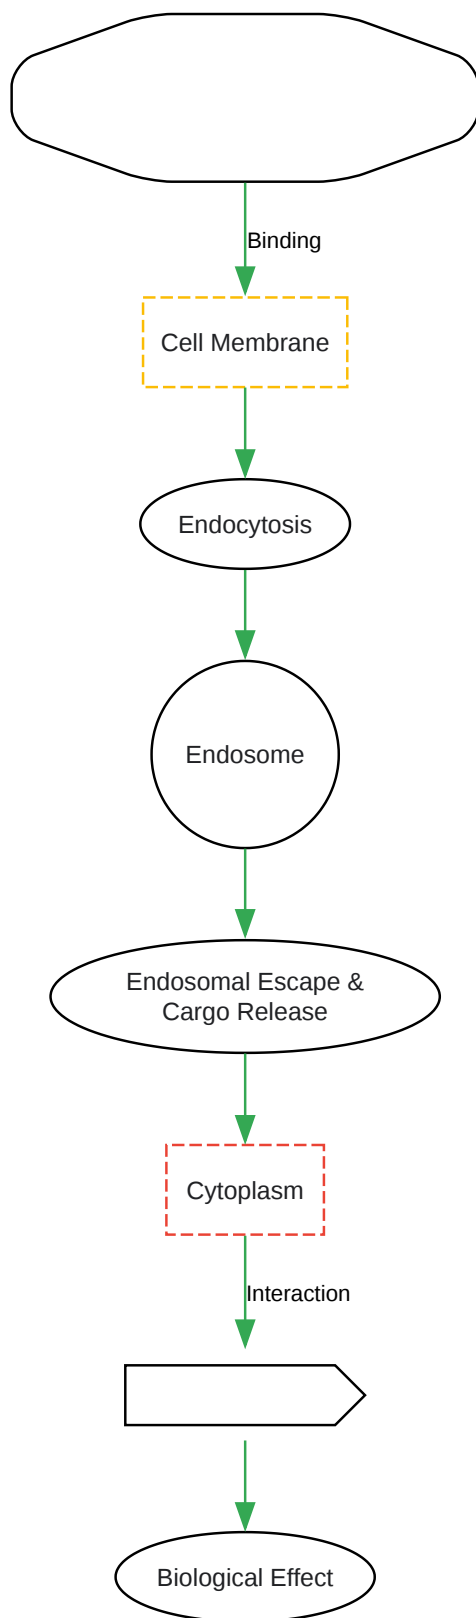 Binding
Cell Membrane
Endocytosis
Endosome
Endosomal Escape &
Cargo Release
Cytoplasm
Interaction
Biological Effect